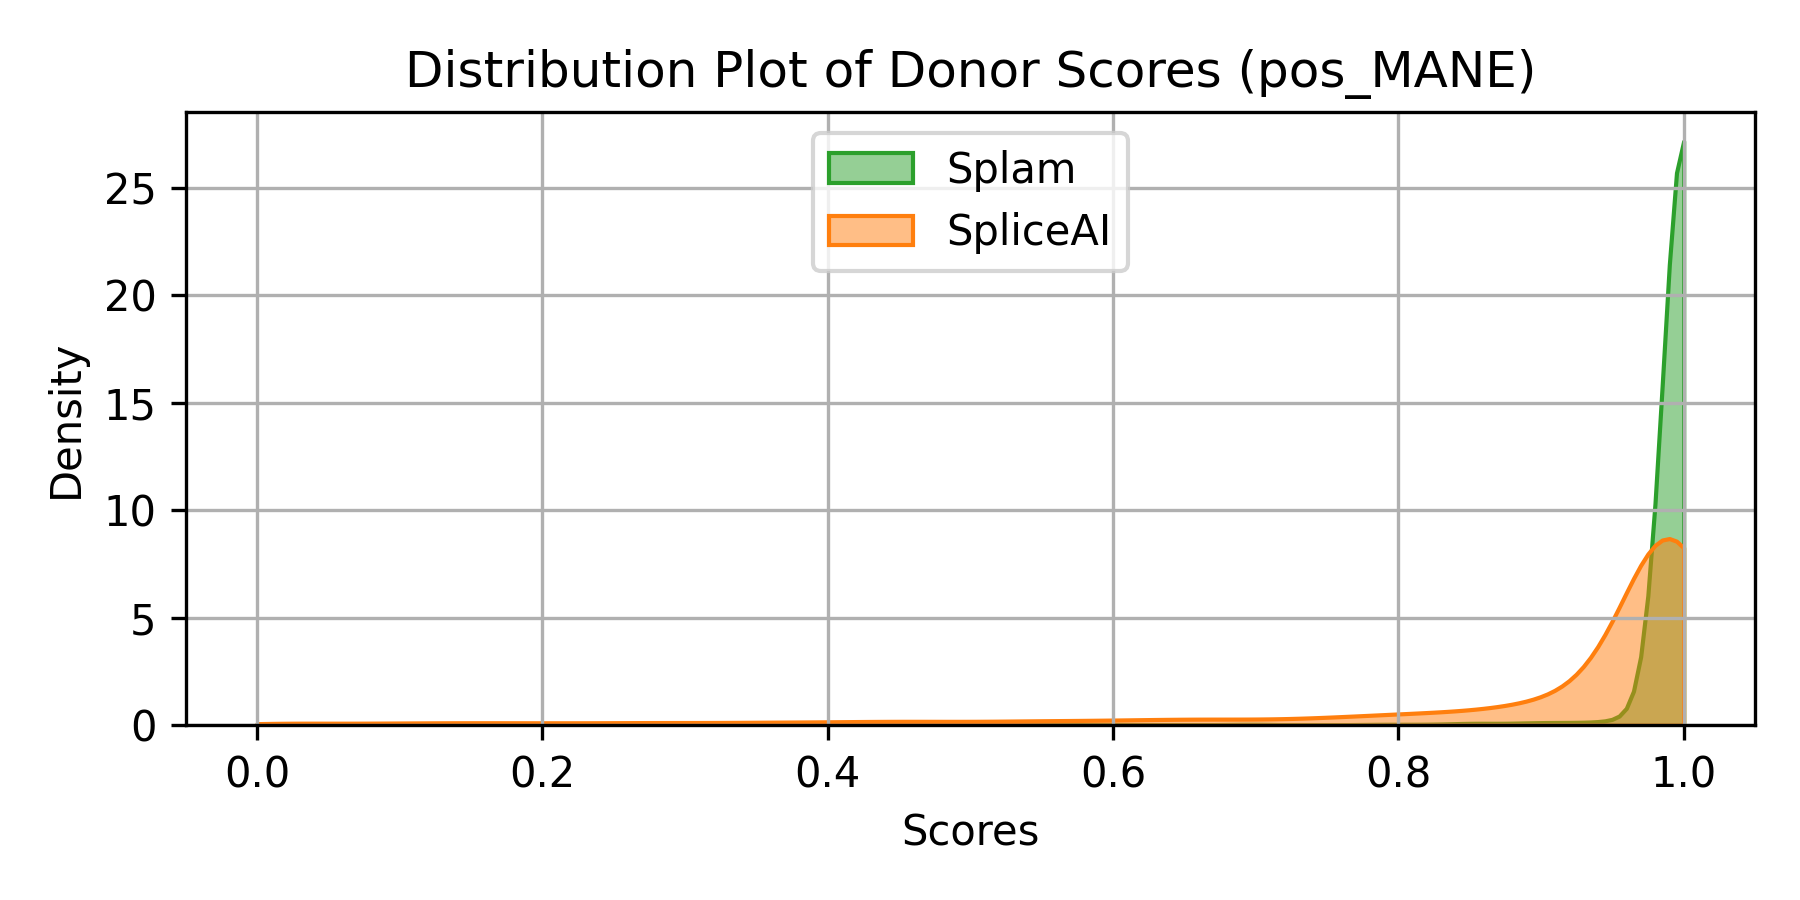 Distribution Plot of Donor Scores (pos_MANE)
Splam
SpliceAI
Density
25
20
15
10
5
0
0.0 0.2 0.4 0.6 0.8 1.0
Scores